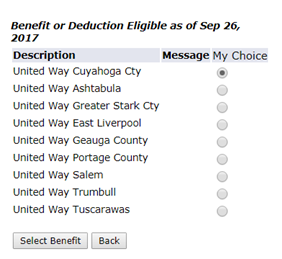 Benefit or Deduction Eligible as of Sep 26,
2017
Description Message My Choice
United Way Cuyahoga Cty
United Way Ashtabula
United Way Greater Stark Cty
United Way East Liverpool
United Way Geauga County
United Way Portage County
United Way Salem
United Way Trumbull
United Way Tuscarawas
Select Benefit Back